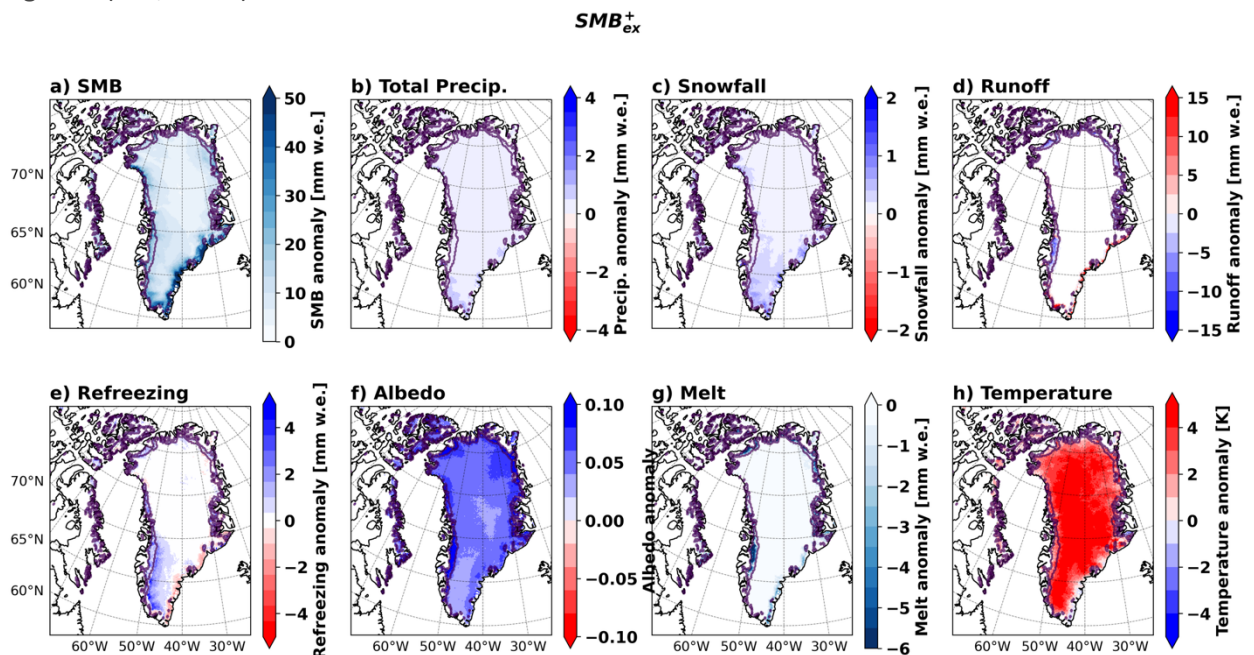 SMB⁺ₑₓ
a) SMB
b) Total Precip.
c) Snowfall
d) Runoff
70°N
65°N
60°N
50
40
30
20
10
0
SMB anomaly [mm w.e.]
4
2
0
−2
−4
Precip. anomaly [mm w.e.]
2
1
0
−1
−2
Snowfall anomaly [mm w.e.]
15
10
5
0
−5
−10
−15
Runoff anomaly [mm w.e.]
e) Refreezing
f) Albedo
g) Melt
h) Temperature
70°N
65°N
60°N
60°W
50°W
40°W
30°W
4
2
0
−2
−4
Refreezing anomaly [mm w.e.]
60°W
50°W
40°W
30°W
0.10
0.05
0.00
−0.05
−0.10
Albedo anomaly
60°W
50°W
40°W
30°W
0
−1
−2
−3
−4
−5
−6
Melt anomaly [mm w.e.]
60°W
50°W
40°W
30°W
4
2
0
−2
−4
Temperature anomaly [K]